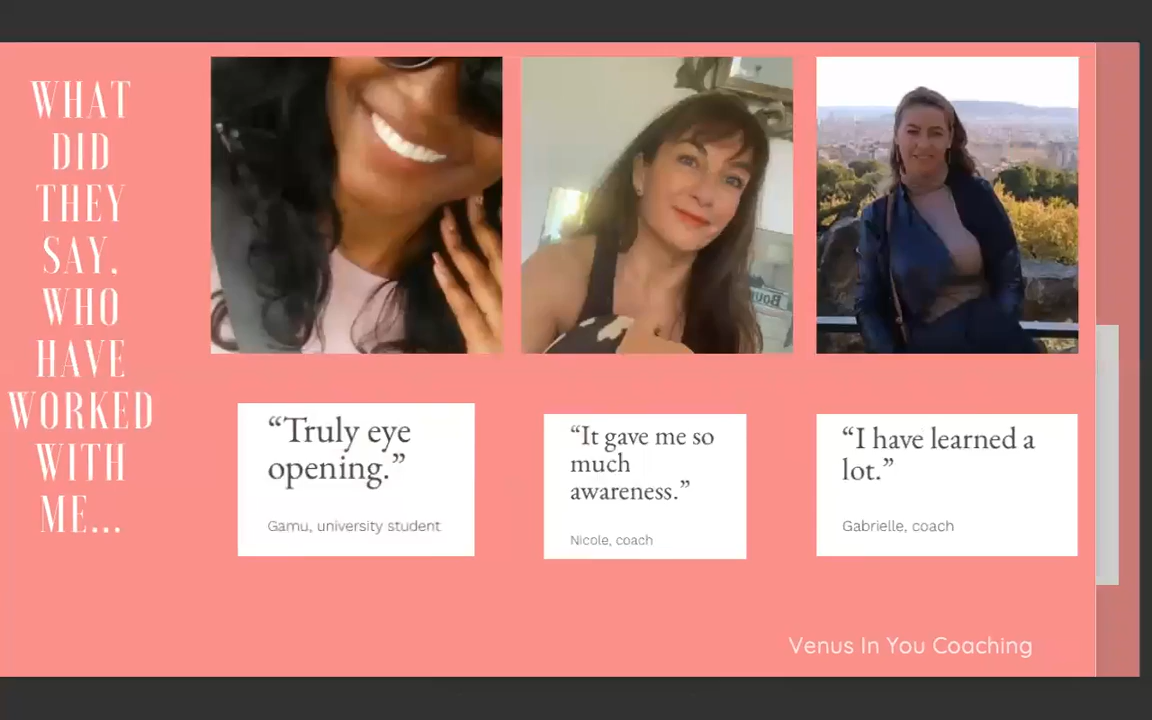 WHAT
DID
THEY
SAY,
WHO
HAVE
WORKED
WITH
ME...
“Truly eye
opening.”
Gamu, university student
“It gave me so
much
awareness.”
Nicole, coach
“I have learned a
lot.”
Gabrielle, coach
Venus In You Coaching